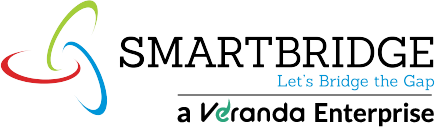 SMARTBRIDGE
Let's Bridge the Gap
a Veranda Enterprise